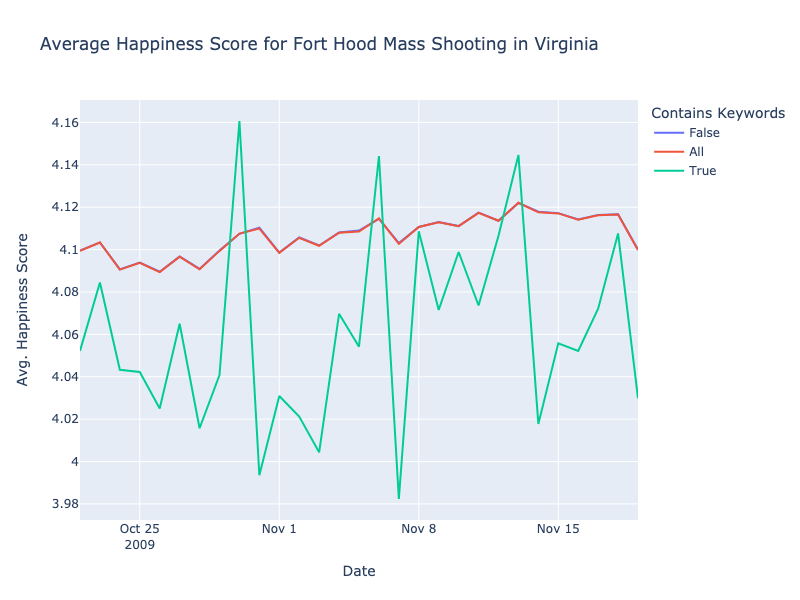 Average Happiness Score for Fort Hood Mass Shooting in Virginia
Contains Keywords
False
All
True
Avg. Happiness Score
4.16
4.14
4.12
4.1
4.08
4.06
4.04
4.02
4
3.98
Oct 25
2009
Nov 1
Nov 8
Nov 15
Date